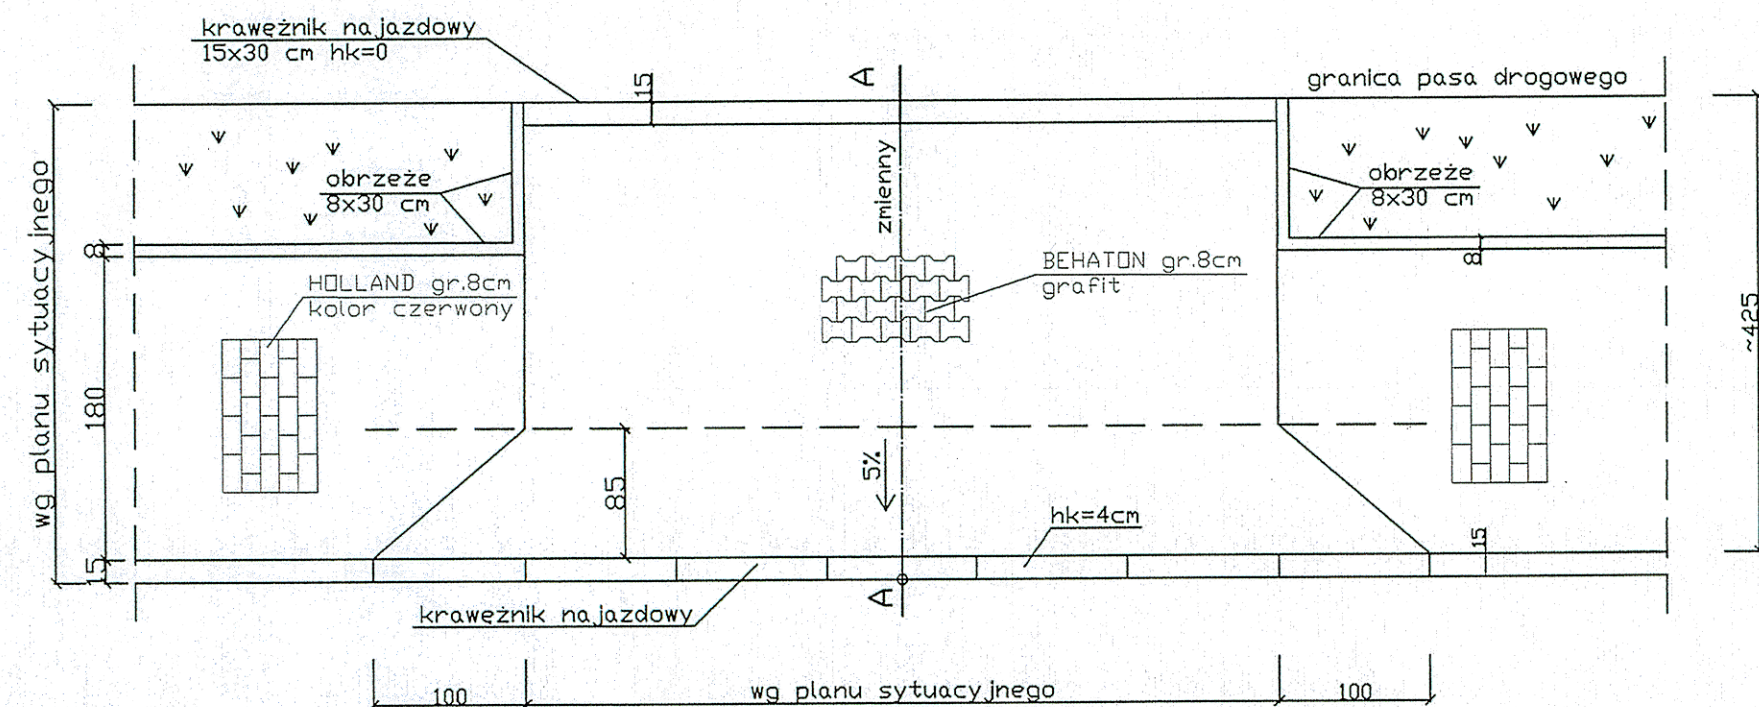 krawężnik najazdowy
15x30 cm hk=0
15
A
granica pasa drogowego
zmienny
obrzeże
8x30 cm
obrzeże
8x30 cm
wg planu sytuacyjnego
8
8
HOLLAND gr.8cm
kolor czerwony
BEHATON gr.8cm
grafit
~425
180
85
5%
hk=4cm
15
15
A
krawężnik najazdowy
100
wg planu sytuacyjnego
100